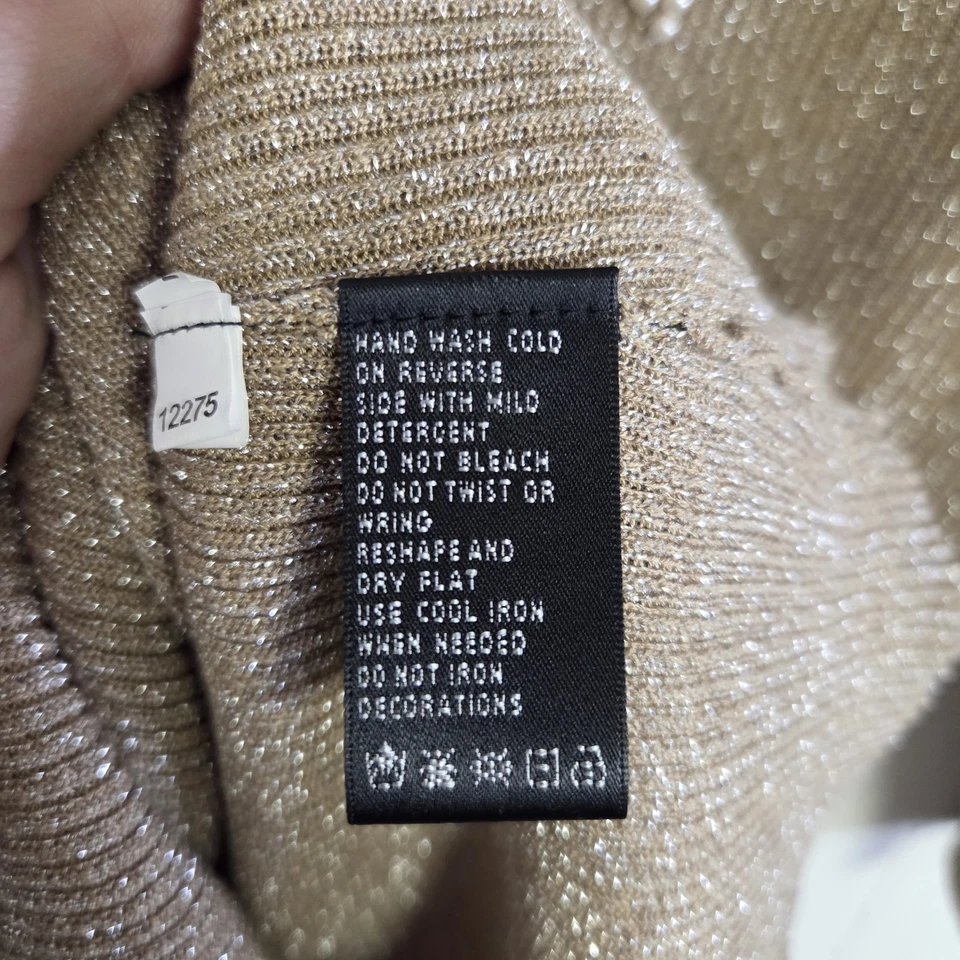 12275
HAND WASH COLD
ON REVERSE
SIDE WITH MILD
DETERGENT
DO NOT BLEACH
DO NOT TWIST OR
WRING
RESHAPE AND
DRY FLAT
USE COOL IRON
WHEN NEEDED
DO NOT IRON
DECORATIONS